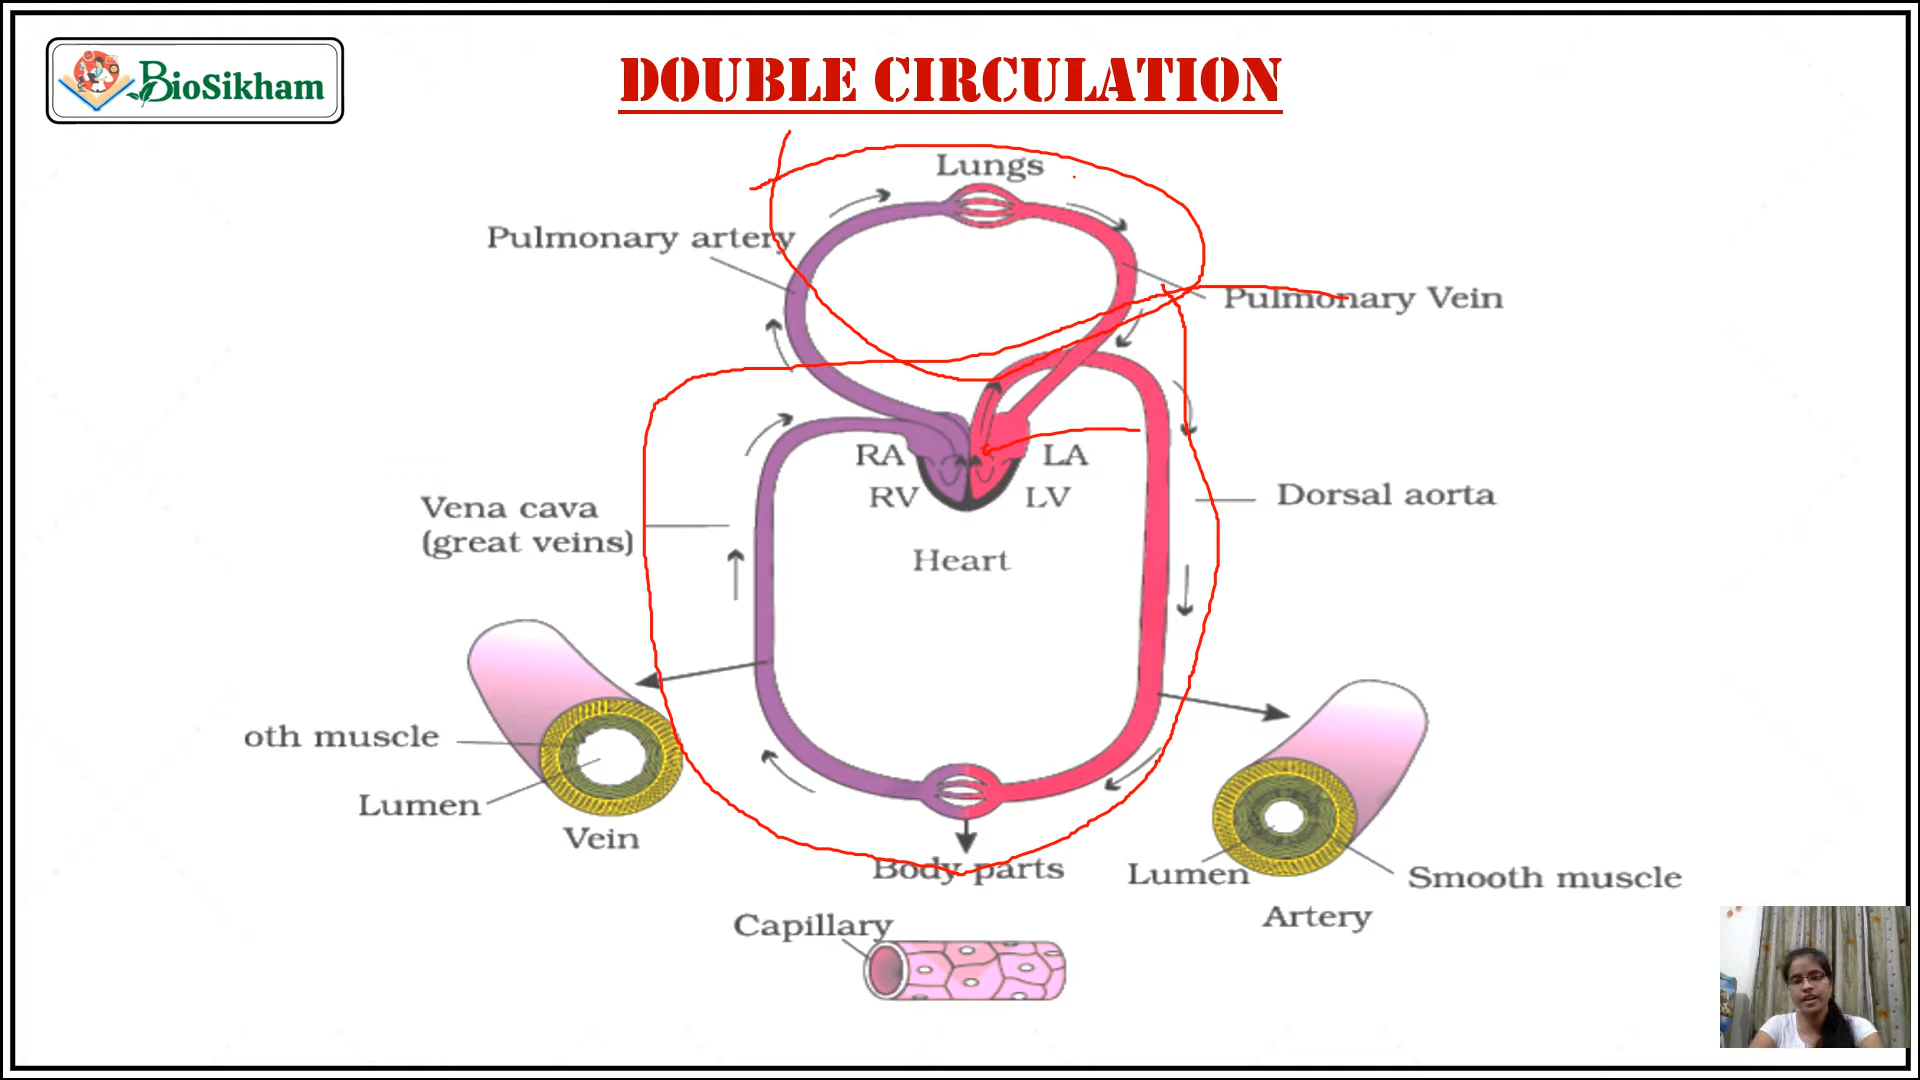 BioSikham
DOUBLE CIRCULATION
Lungs
Pulmonary artery
Pulmonary Vein
RA
LA
RV
LV
Vena cava
(great veins)
Dorsal aorta
Heart
oth muscle
Lumen
Vein
Body parts
Lumen
Smooth muscle
Artery
Capillary